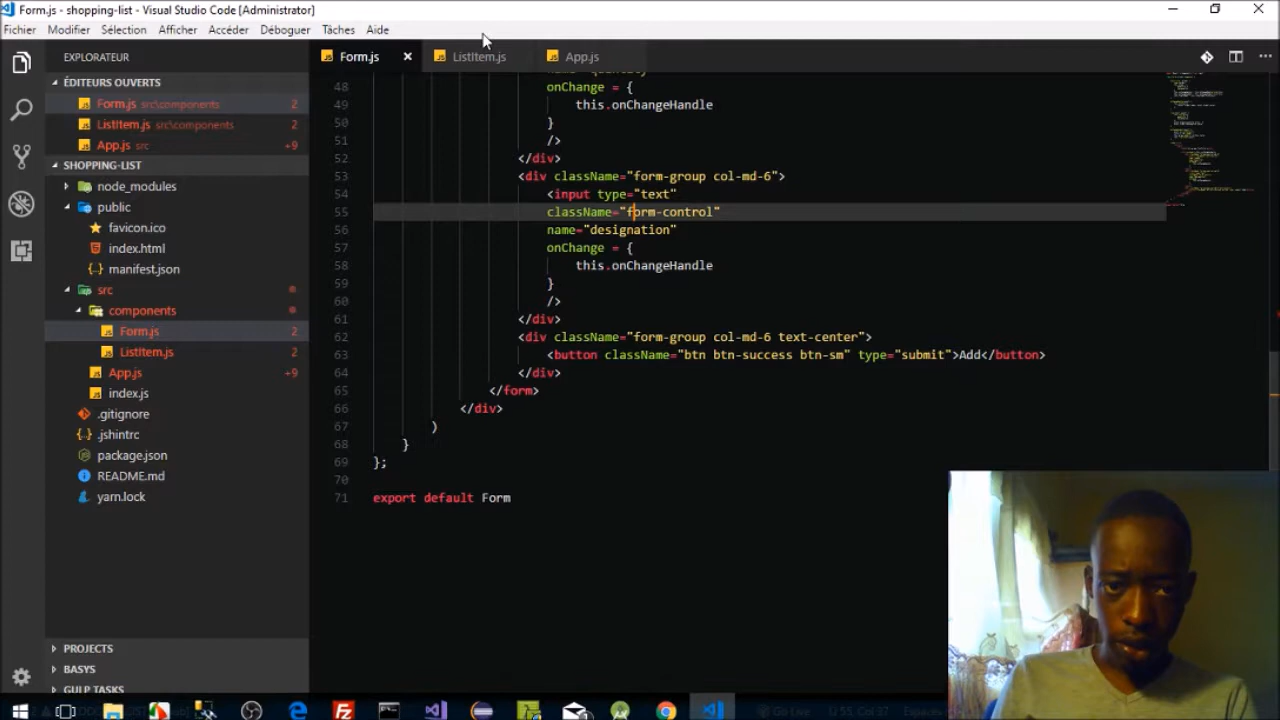 Form.js - shopping-list - Visual Studio Code [Administrator]
Fichier Modifier Sélection Afficher Accéder Déboguer Tâches Aide
EXPLORATEUR
ÉDITEURS OUVERTS
Form.js src\components 2
ListItem.js src\components 2
App.js src +9
SHOPPING-LIST
node_modules
public
favicon.ico
index.html
manifest.json
src
components
Form.js 2
ListItem.js 2
App.js +9
index.js
.gitignore
.jshintrc
package.json
README.md
yarn.lock
PROJECTS
BASYS
GULP TASKS
Form.js ListItem.js App.js
48 onChange = {
49 this.onChangeHandle
50 }
51 />
52 </div>
53 <div className="form-group col-md-6">
54 <input type="text"
55 className="form-control"
56 name="designation"
57 onChange = {
58 this.onChangeHandle
59 }
60 />
61 </div>
62 <div className="form-group col-md-6 text-center">
63 <button className="btn btn-success btn-sm" type="submit">Add</button>
64 </div>
65 </form>
66 </div>
67 )
68 }
69 };
70
71 export default Form